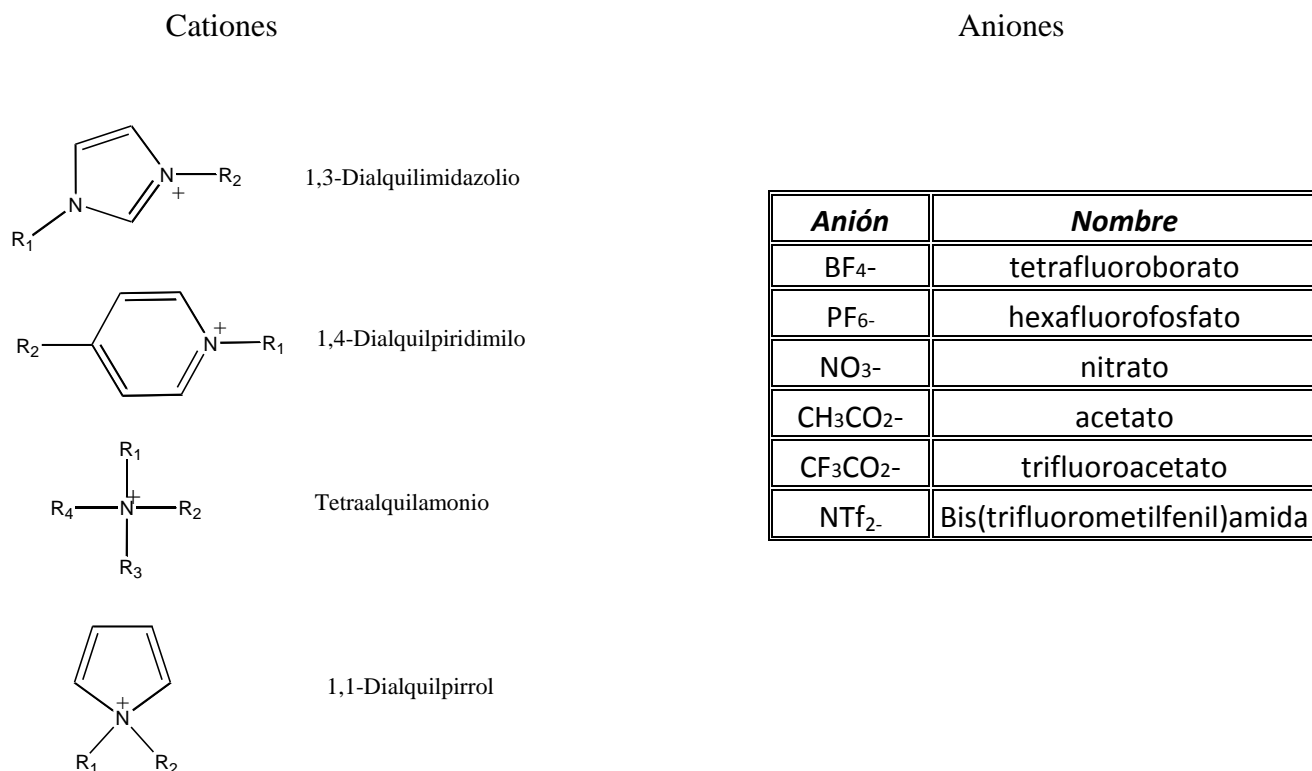 Cationes
Aniones
N
+
R2
N
R1
1,3-Dialquilimidazolio
R2
N
+
R1
1,4-Dialquilpiridimilo
R1
R4
N
+
R2
R3
Tetraalquilamonio
+
N
R1
R2
1,1-Dialquilpirrol
Anión Nombre
BF4- tetrafluoroborato
PF6- hexafluorofosfato
NO3- nitrato
CH3CO2- acetato
CF3CO2- trifluoroacetato
NTf2- Bis(trifluorometilfenil)amida